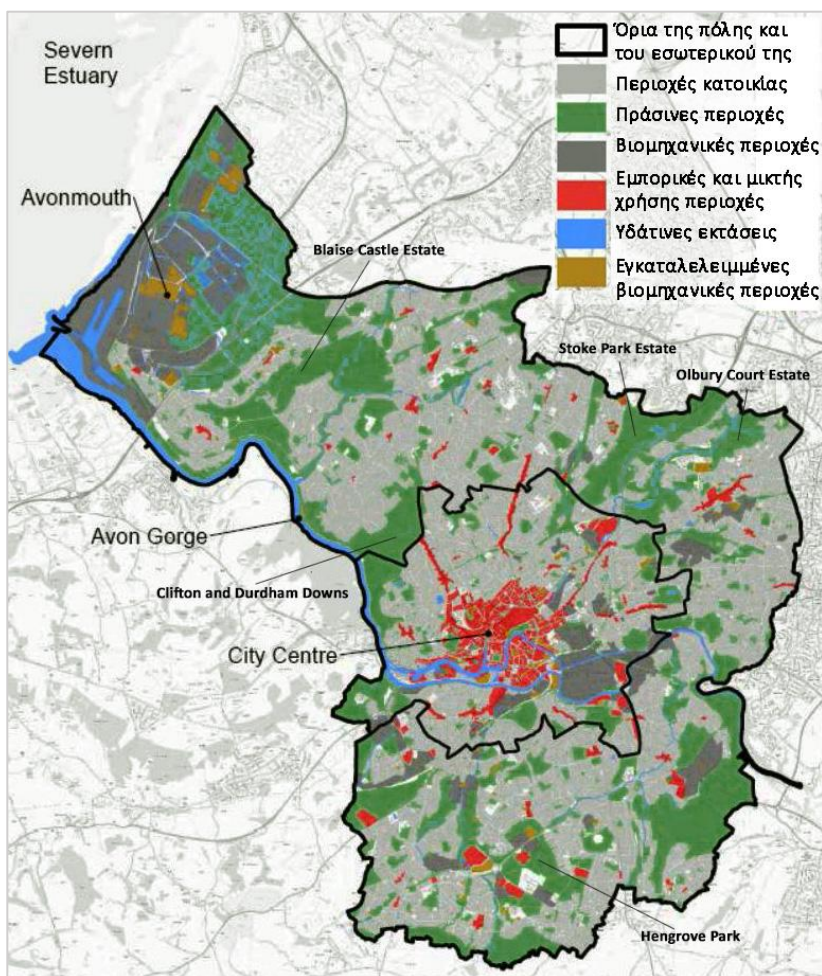 Severn
Estuary
Όρια της πόλης και
του εσωτερικού της
Περιοχές κατοικίας
Πράσινες περιοχές
Βιομηχανικές περιοχές
Εμπορικές και μικτής
χρήσης περιοχές
Υδάτινες εκτάσεις
Εγκαταλελειμμένες
βιομηχανικές περιοχές
Avonmouth
Blaise Castle Estate
Stoke Park Estate
Olbury Court Estate
Avon Gorge
Clifton and Durdham Downs
City Centre
Hengrove Park